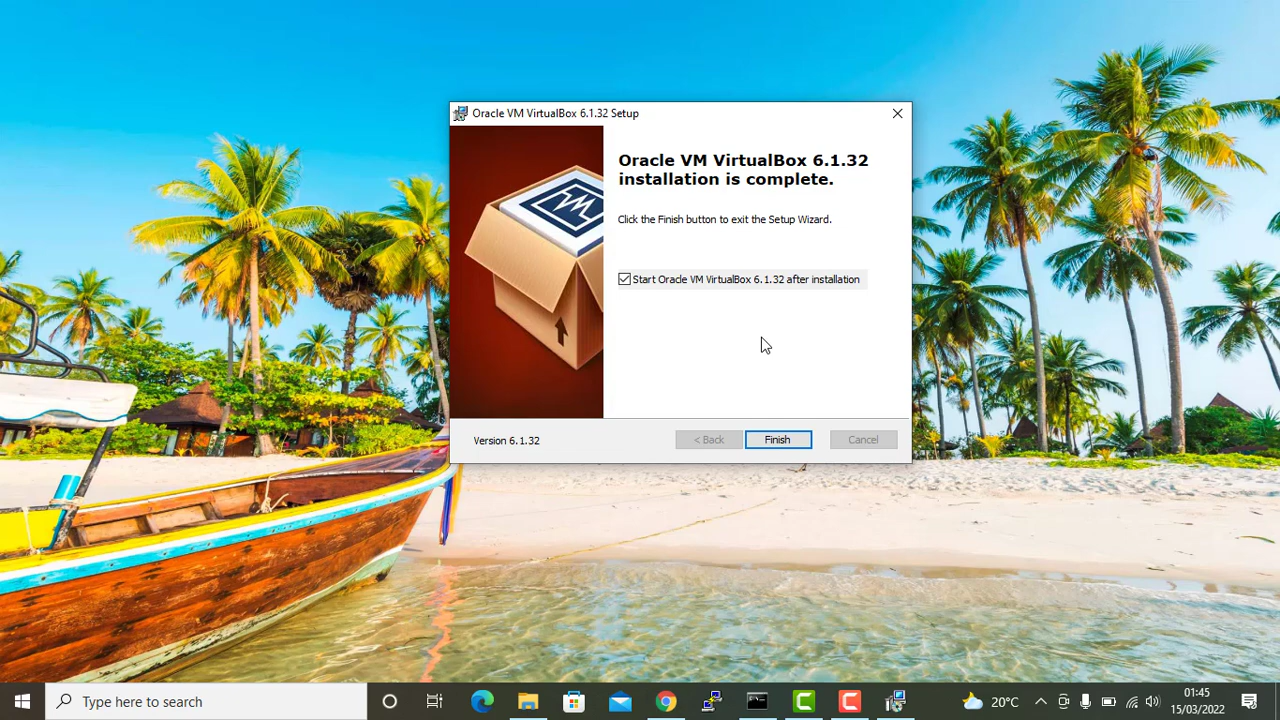 Oracle VM VirtualBox 6.1.32 Setup
Oracle VM VirtualBox 6.1.32
installation is complete.
Click the Finish button to exit the Setup Wizard.
Start Oracle VM VirtualBox 6.1.32 after installation
Version 6.1.32
< Back
Finish
Cancel
Type here to search
20°C
01:45
15/03/2022